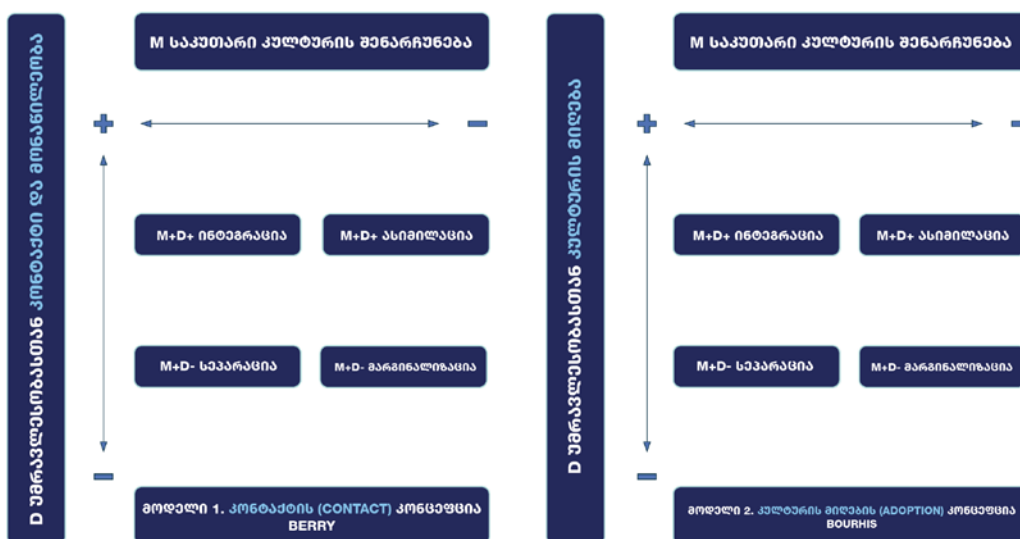 D უმრავლესობასთან კონტაქტი და მონაწილეობა
M საკუთარი კულტურის შენარჩუნება
M+D+ ინტეგრაცია
M+D+ ასიმილაცია
M+D- სეპარაცია
M+D- მარგინალიზაცია
მოდელი 1. კონტაქტის (CONTACT) კონცეფცია
BERRY
D უმრავლესობასთან კულტურის მიღება
M საკუთარი კულტურის შენარჩუნება
M+D+ ინტეგრაცია
M+D+ ასიმილაცია
M+D- სეპარაცია
M+D- მარგინალიზაცია
მოდელი 2. კულტურის მიღების (ADOPTION) კონცეფცია
BOURHIS